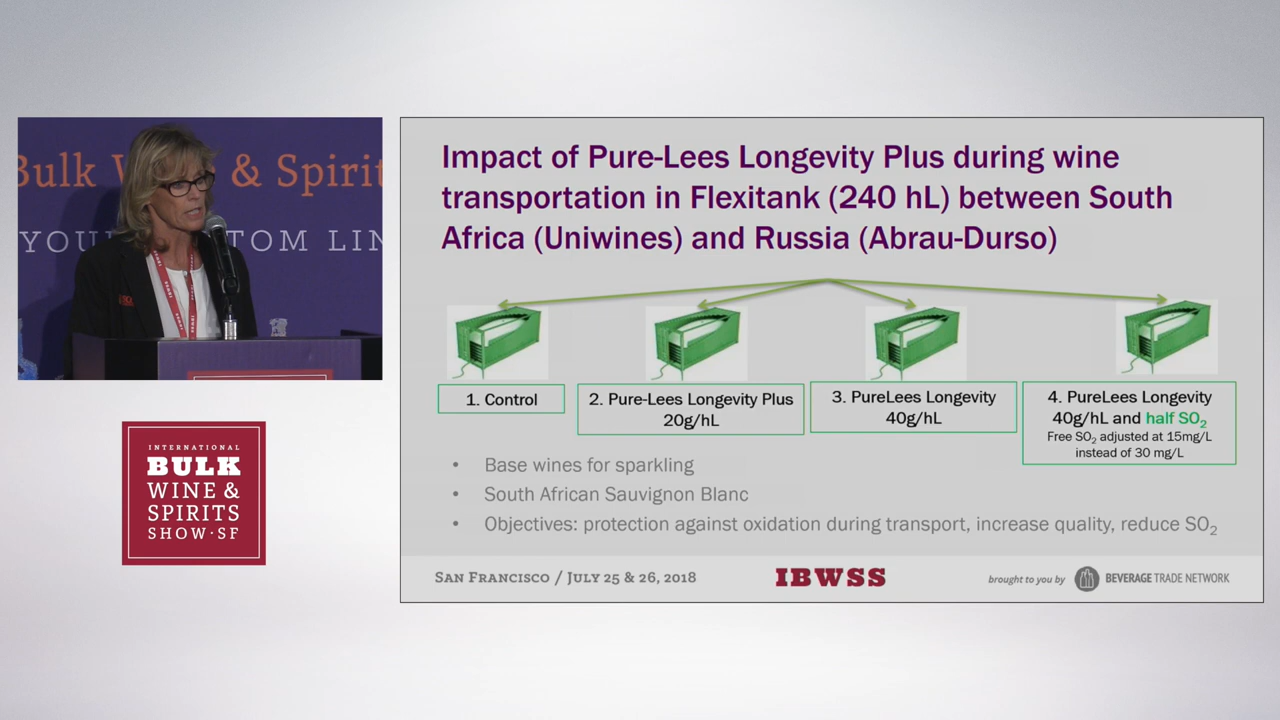 Bulk W & Spirit
YOU TOM LIN
INTERNATIONAL
BULK
WINE &
SPIRITS
SHOW·SF
Impact of Pure-Lees Longevity Plus during wine
transportation in Flexitank (240 hL) between South
Africa (Uniwines) and Russia (Abrau-Durso)
1. Control
2. Pure-Lees Longevity Plus
20g/hL
3. PureLees Longevity
40g/hL
4. PureLees Longevity
40g/hL and half SO₂
Free SO₂ adjusted at 15mg/L
instead of 30 mg/L
• Base wines for sparkling
• South African Sauvignon Blanc
• Objectives: protection against oxidation during transport, increase quality, reduce SO₂
SAN FRANCISCO / JULY 25 & 26, 2018
IBWSS
brought to you by
BEVERAGE TRADE NETWORK